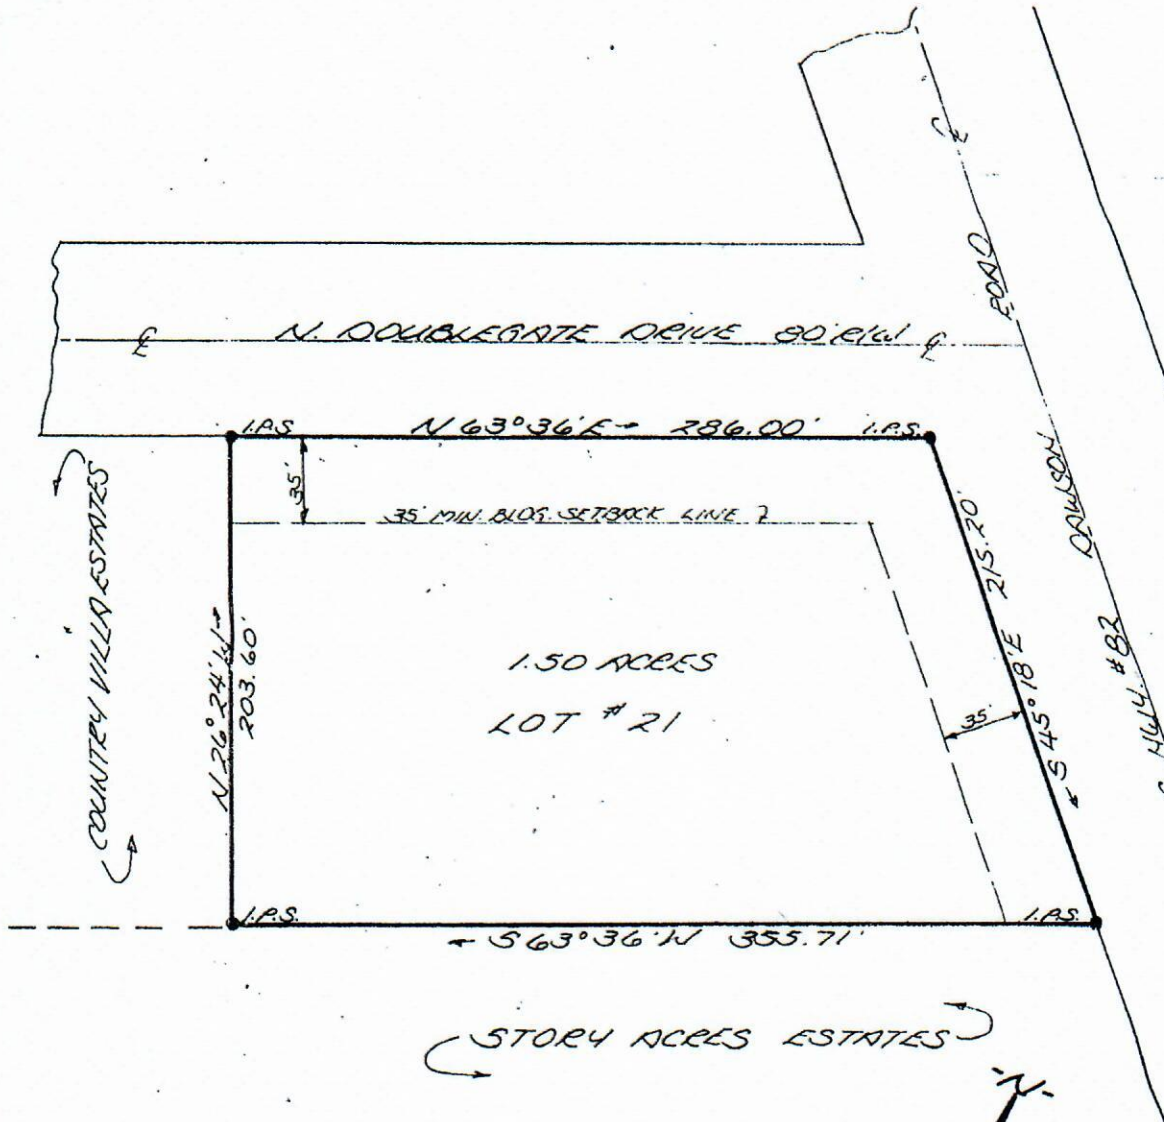 ROAD
N. DOUBLEGATE DRIVE 80' R/W
I.P.S. N 63° 36' E 286.00' I.P.S.
35'
35' MIN. BLDG. SETBACK LINE
COUNTRY VILLA ESTATES
N 26° 24' W
203.60'
215.20'
S 45° 18' E
DAWSON
1.50 ACRES
LOT # 21
35'
HWY. #82
I.P.S.
I.P.S.
S 63° 36' W 355.71'
STORY ACRES ESTATES
-N-